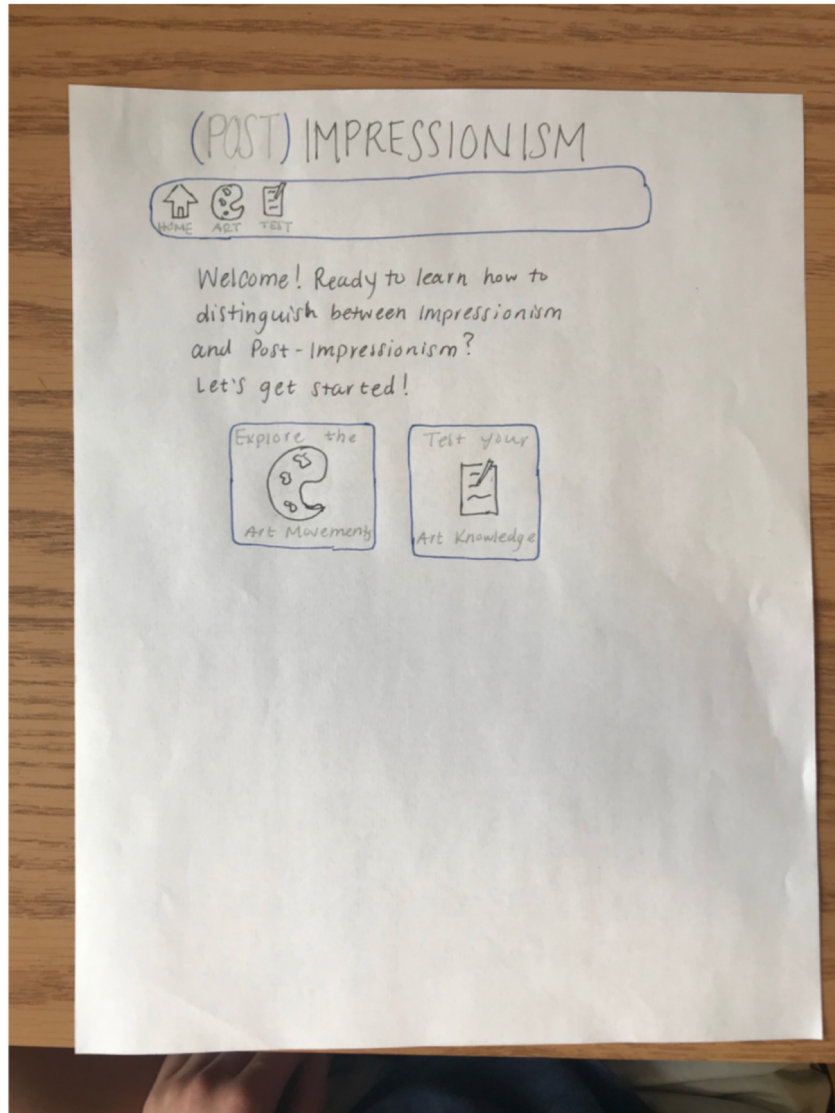 (POST) IMPRESSIONISM
HOME ART TEST
Welcome! Ready to learn how to
distinguish between Impressionism
and Post-Impressionism?
Let's get started!
Explore the
Art Movements
Test your
Art Knowledge